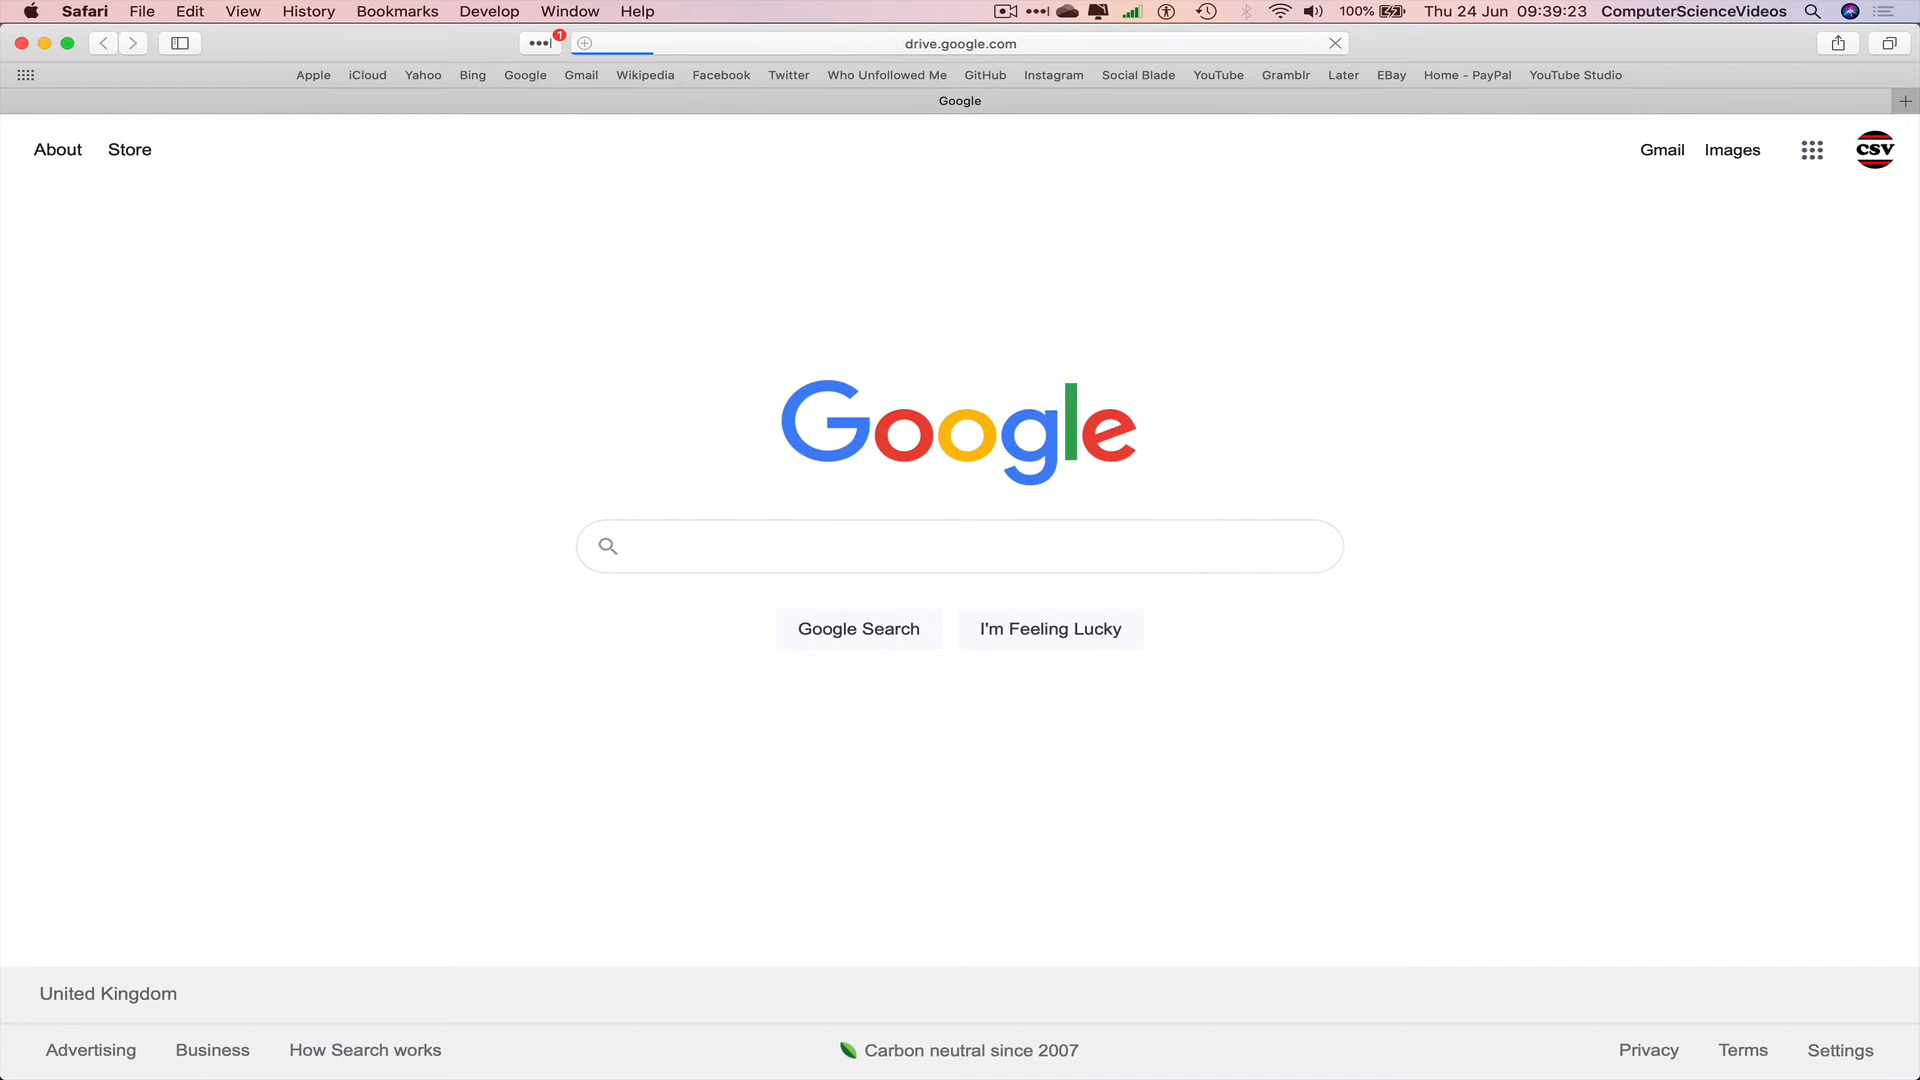 Safari File Edit View History Bookmarks Develop Window Help 100% Thu 24 Jun 09:39:23 ComputerScienceVideos
1 drive.google.com
Apple iCloud Yahoo Bing Google Gmail Wikipedia Facebook Twitter Who Unfollowed Me GitHub Instagram Social Blade YouTube Gramblr Later EBay Home - PayPal YouTube Studio
Google
About Store Gmail Images CSV
Google
Google Search I'm Feeling Lucky
United Kingdom
Advertising Business How Search works Carbon neutral since 2007 Privacy Terms Settings